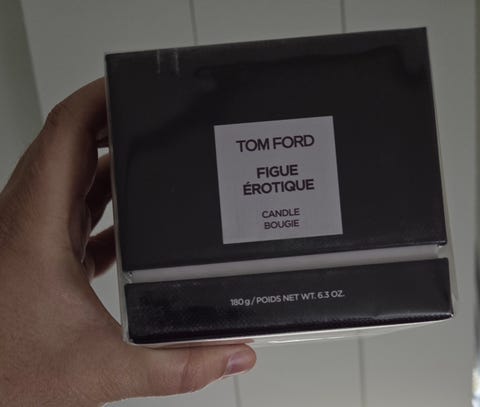 TOM FORD
FIGUE
ÉROTIQUE
CANDLE
BOUGIE
180 g / POIDS NET WT. 6.3 OZ.